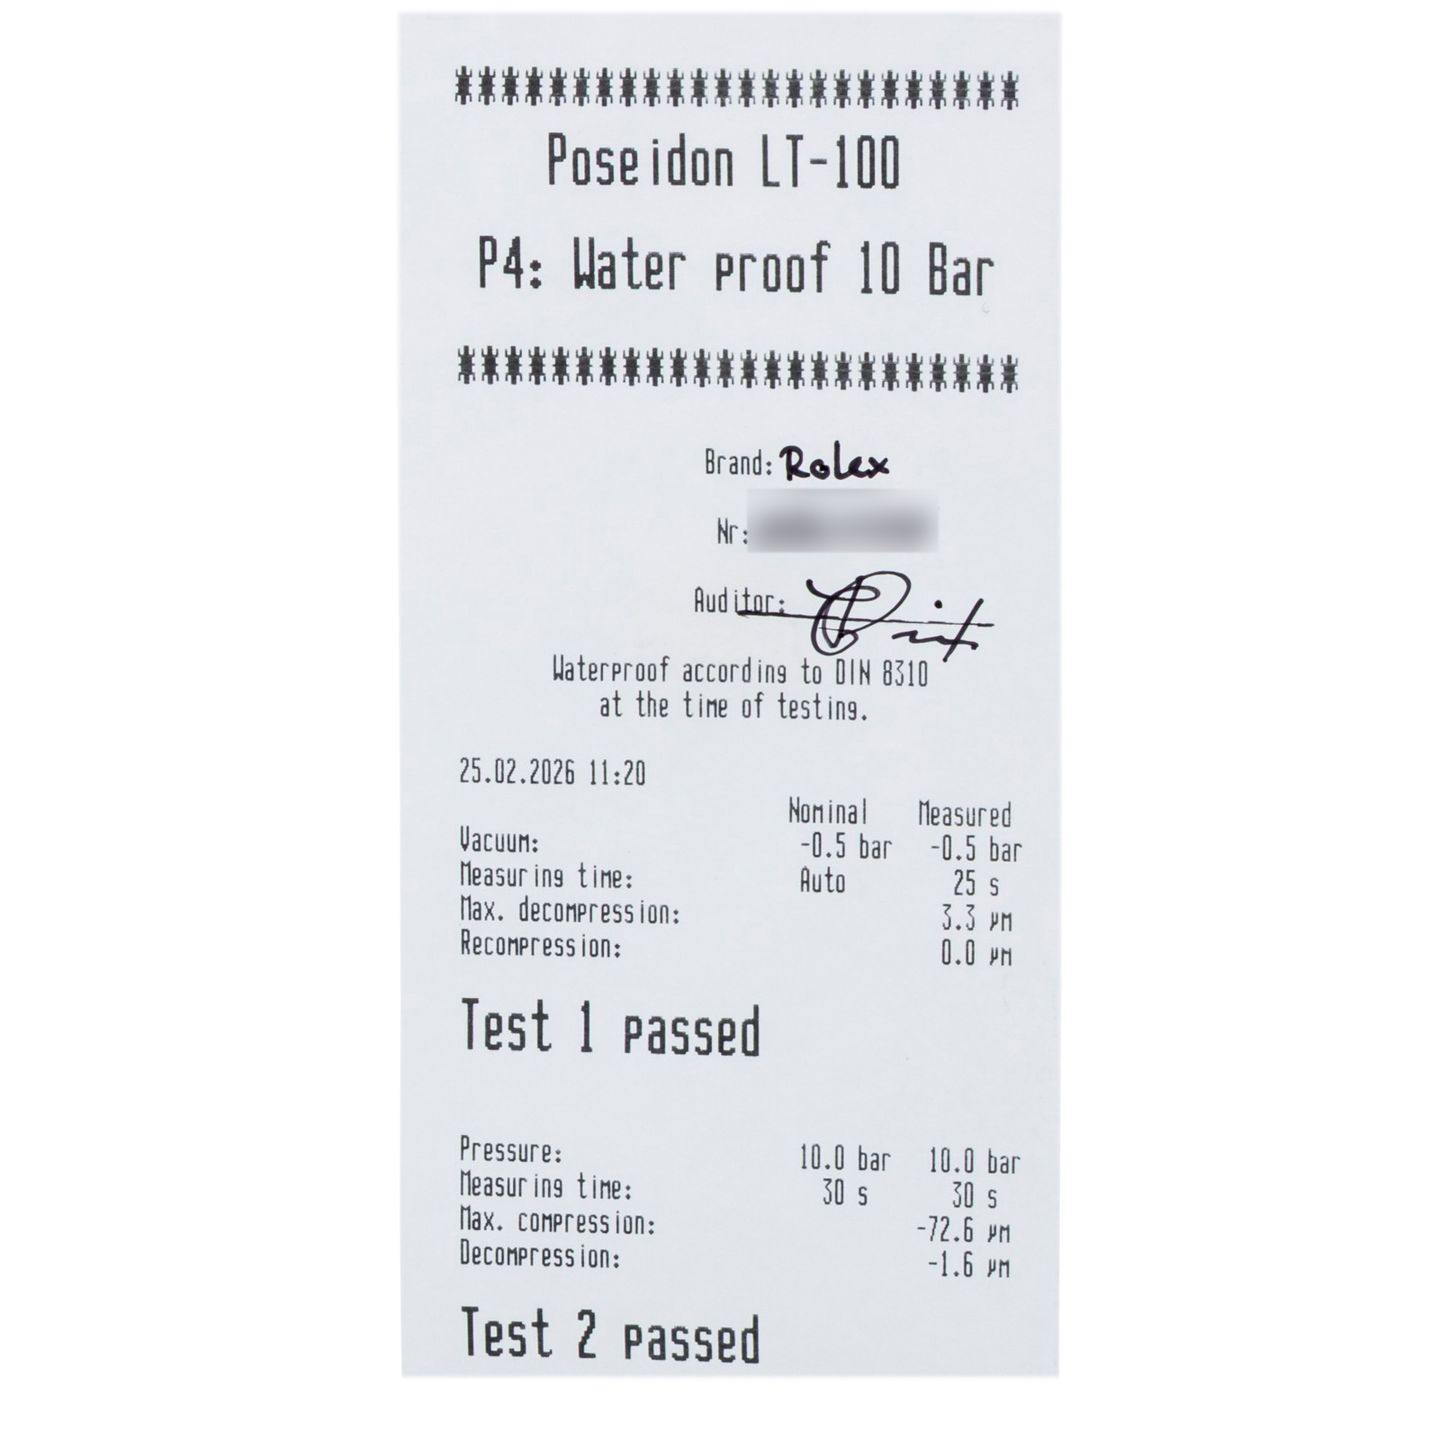 Poseidon LT-100
P4: Water proof 10 Bar
Brand: Rolex
Nr:
Auditor:
Waterproof according to DIN 8310
at the time of testing.
25.02.2026 11:20
Nominal Measured
Vacuum: -0.5 bar -0.5 bar
Measuring time: Auto 25 s
Max. decompression: 3.3 µm
Recompression: 0.0 µm
Test 1 passed
Pressure: 10.0 bar 10.0 bar
Measuring time: 30 s 30 s
Max. compression: -72.6 µm
Decompression: -1.6 µm
Test 2 passed